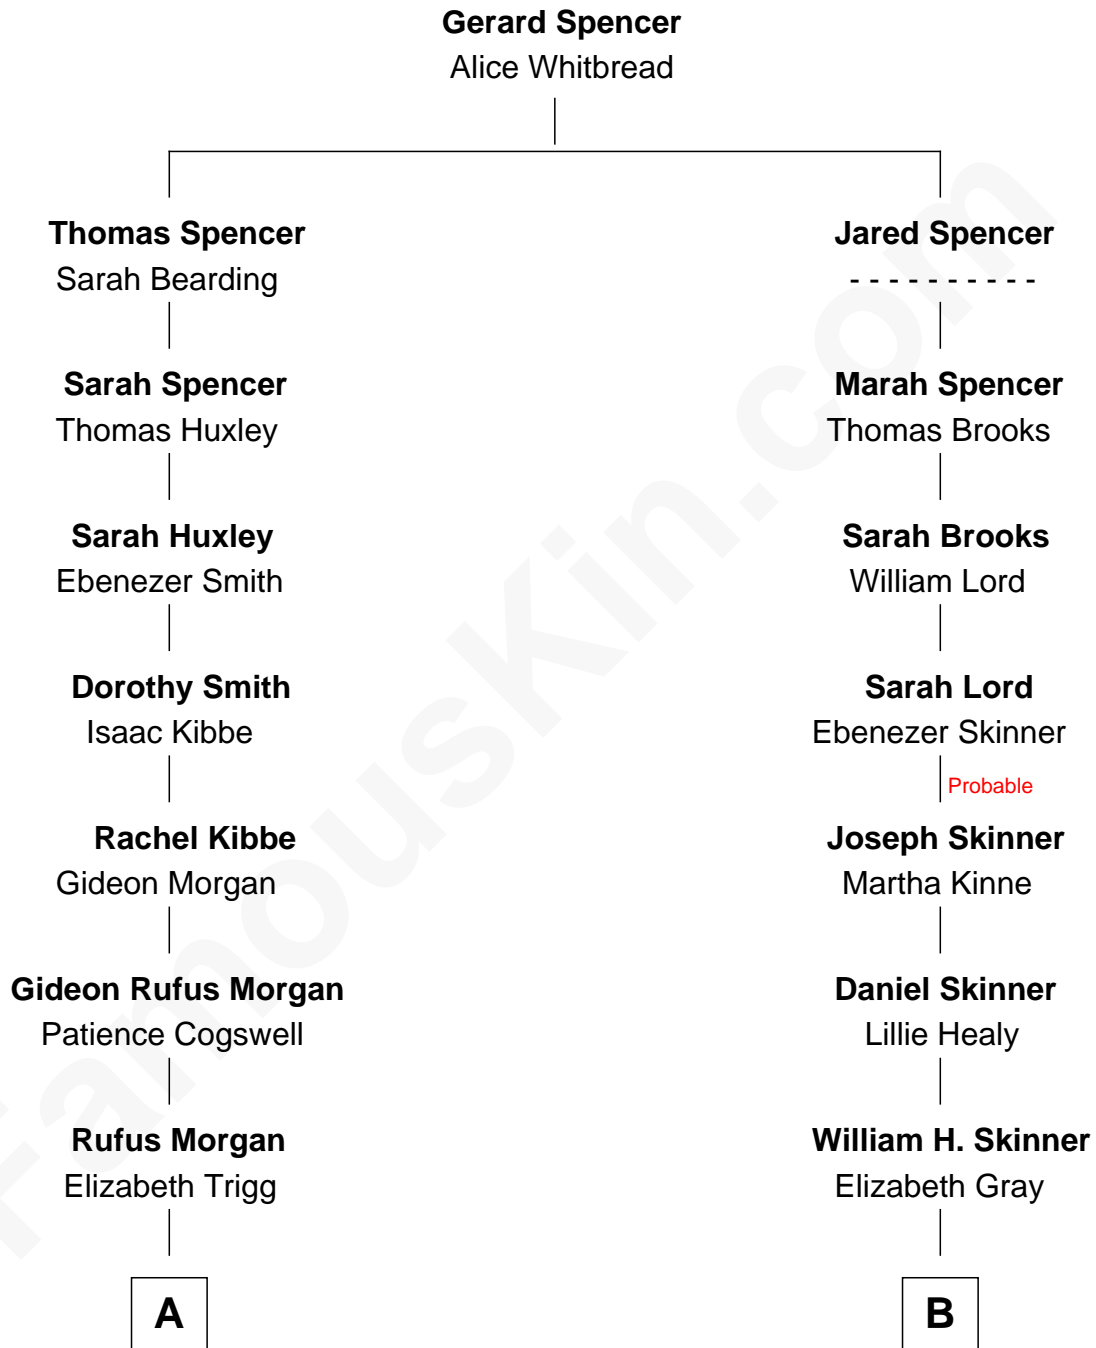 Gerard Spencer
Alice Whitbread
Thomas Spencer
Sarah Bearding
Sarah Spencer
Thomas Huxley
Sarah Huxley
Ebenezer Smith
Dorothy Smith
Isaac Kibbe
Rachel Kibbe
Gideon Morgan
Gideon Rufus Morgan
Patience Cogswell
Rufus Morgan
Elizabeth Trigg
A
Jared Spencer
- - - - - - - - - -
Marah Spencer
Thomas Brooks
Sarah Brooks
William Lord
Sarah Lord
Ebenezer Skinner
Probable
Joseph Skinner
Martha Kinne
Daniel Skinner
Lillie Healy
William H. Skinner
Elizabeth Gray
B
FamousKin.com